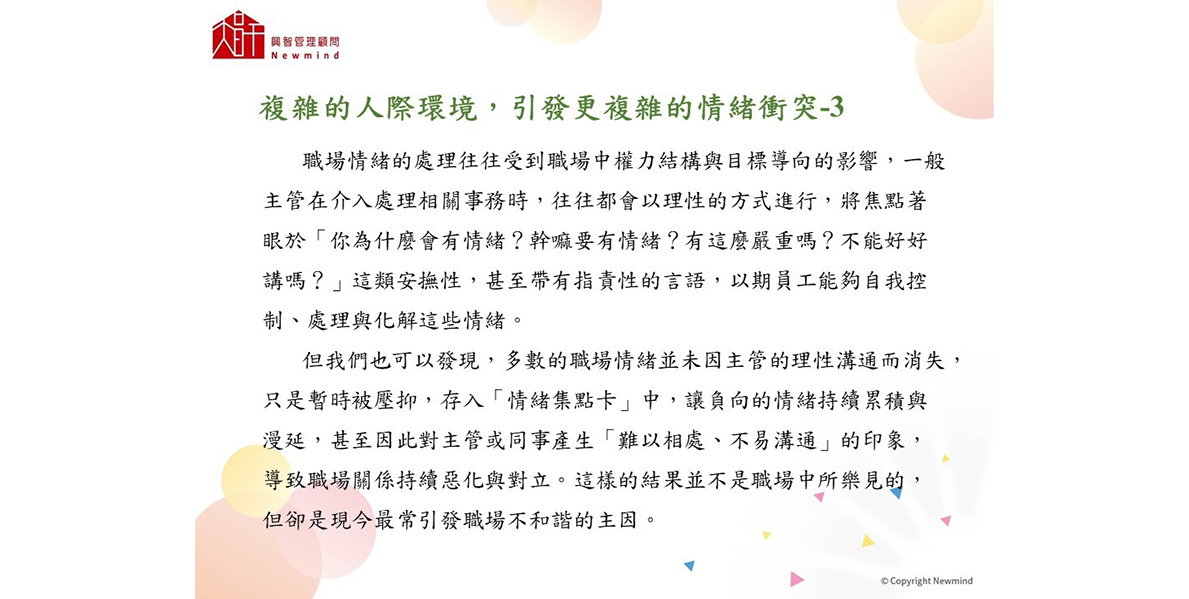 興智管理顧問
Newmind
複雜的人際環境，引發更複雜的情緒衝突-3
職場情緒的處理往往受到職場中權力結構與目標導向的影響，一般
主管在介入處理相關事務時，往往都會以理性的方式進行，將焦點著
眼於「你為什麼會有情緒？幹嘛要有情緒？有這麼嚴重嗎？不能好好
講嗎？」這類安撫性，甚至帶有指責性的言語，以期員工能夠自我控
制、處理與化解這些情緒。
但我們也可以發現，多數的職場情緒並未因主管的理性溝通而消失，
只是暫時被壓抑，存入「情緒集點卡」中，讓負向的情緒持續累積與
漫延，甚至因此對主管或同事產生「難以相處、不易溝通」的印象，
導致職場關係持續惡化與對立。這樣的結果並不是職場中所樂見的，
但卻是現今最常引發職場不和諧的主因。
© Copyright Newmind